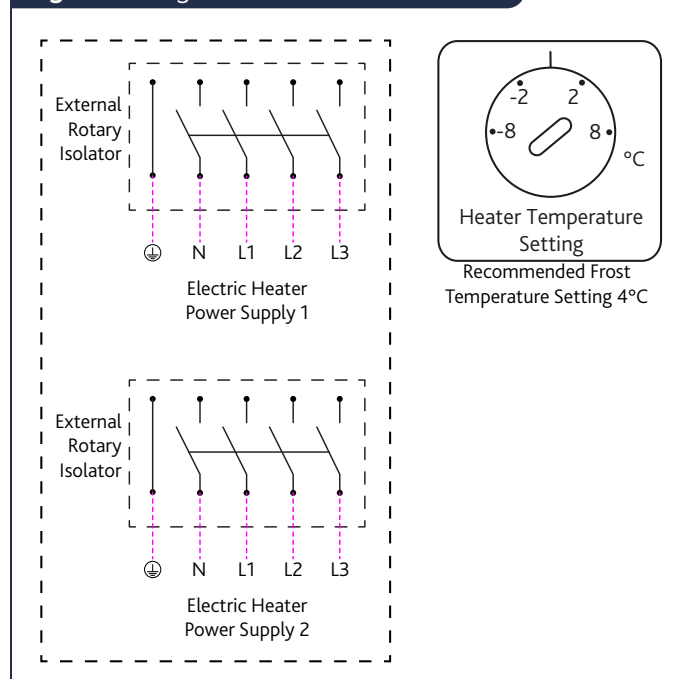 External
Rotary
Isolator
N L1 L2 L3
Electric Heater
Power Supply 1
External
Rotary
Isolator
N L1 L2 L3
Electric Heater
Power Supply 2
-2 2
-8 8
°C
Heater Temperature
Setting
Recommended Frost
Temperature Setting 4°C